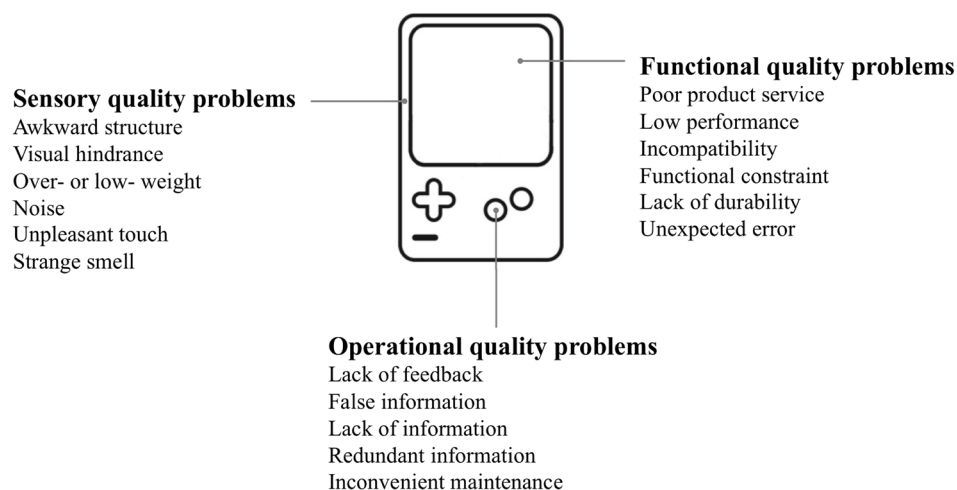 Sensory quality problems
Awkward structure
Visual hindrance
Over- or low- weight
Noise
Unpleasant touch
Strange smell
Functional quality problems
Poor product service
Low performance
Incompatibility
Functional constraint
Lack of durability
Unexpected error
Operational quality problems
Lack of feedback
False information
Lack of information
Redundant information
Inconvenient maintenance